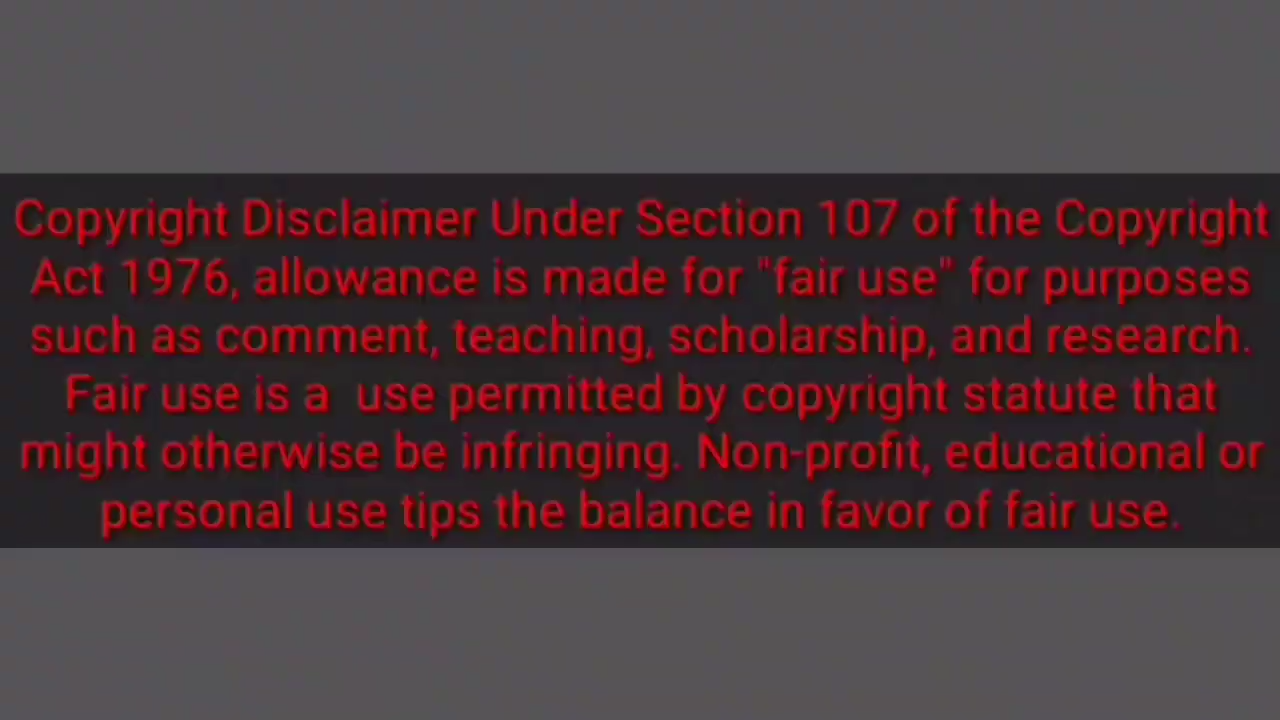 Copyright Disclaimer Under Section 107 of the Copyright
Act 1976, allowance is made for "fair use" for purposes
such as comment, teaching, scholarship, and research.
Fair use is a  use permitted by copyright statute that
might otherwise be infringing. Non-profit, educational or
personal use tips the balance in favor of fair use.